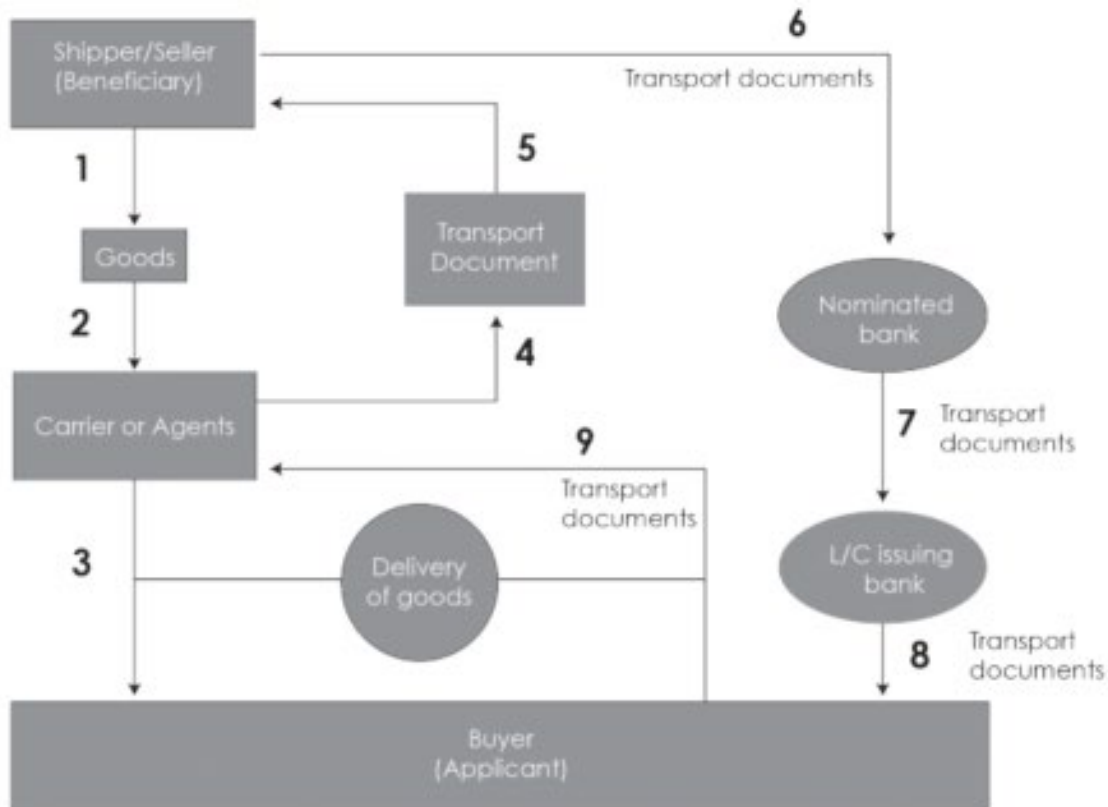 6
Shipper/Seller
(Beneficiary)
Transport documents
1
5
Goods
Transport
Document
2
4
Nominated
bank
Carrier or Agents
7
Transport
documents
9
Transport
documents
3
Delivery
of goods
L/C issuing
bank
8
Transport
documents
Buyer
(Applicant)